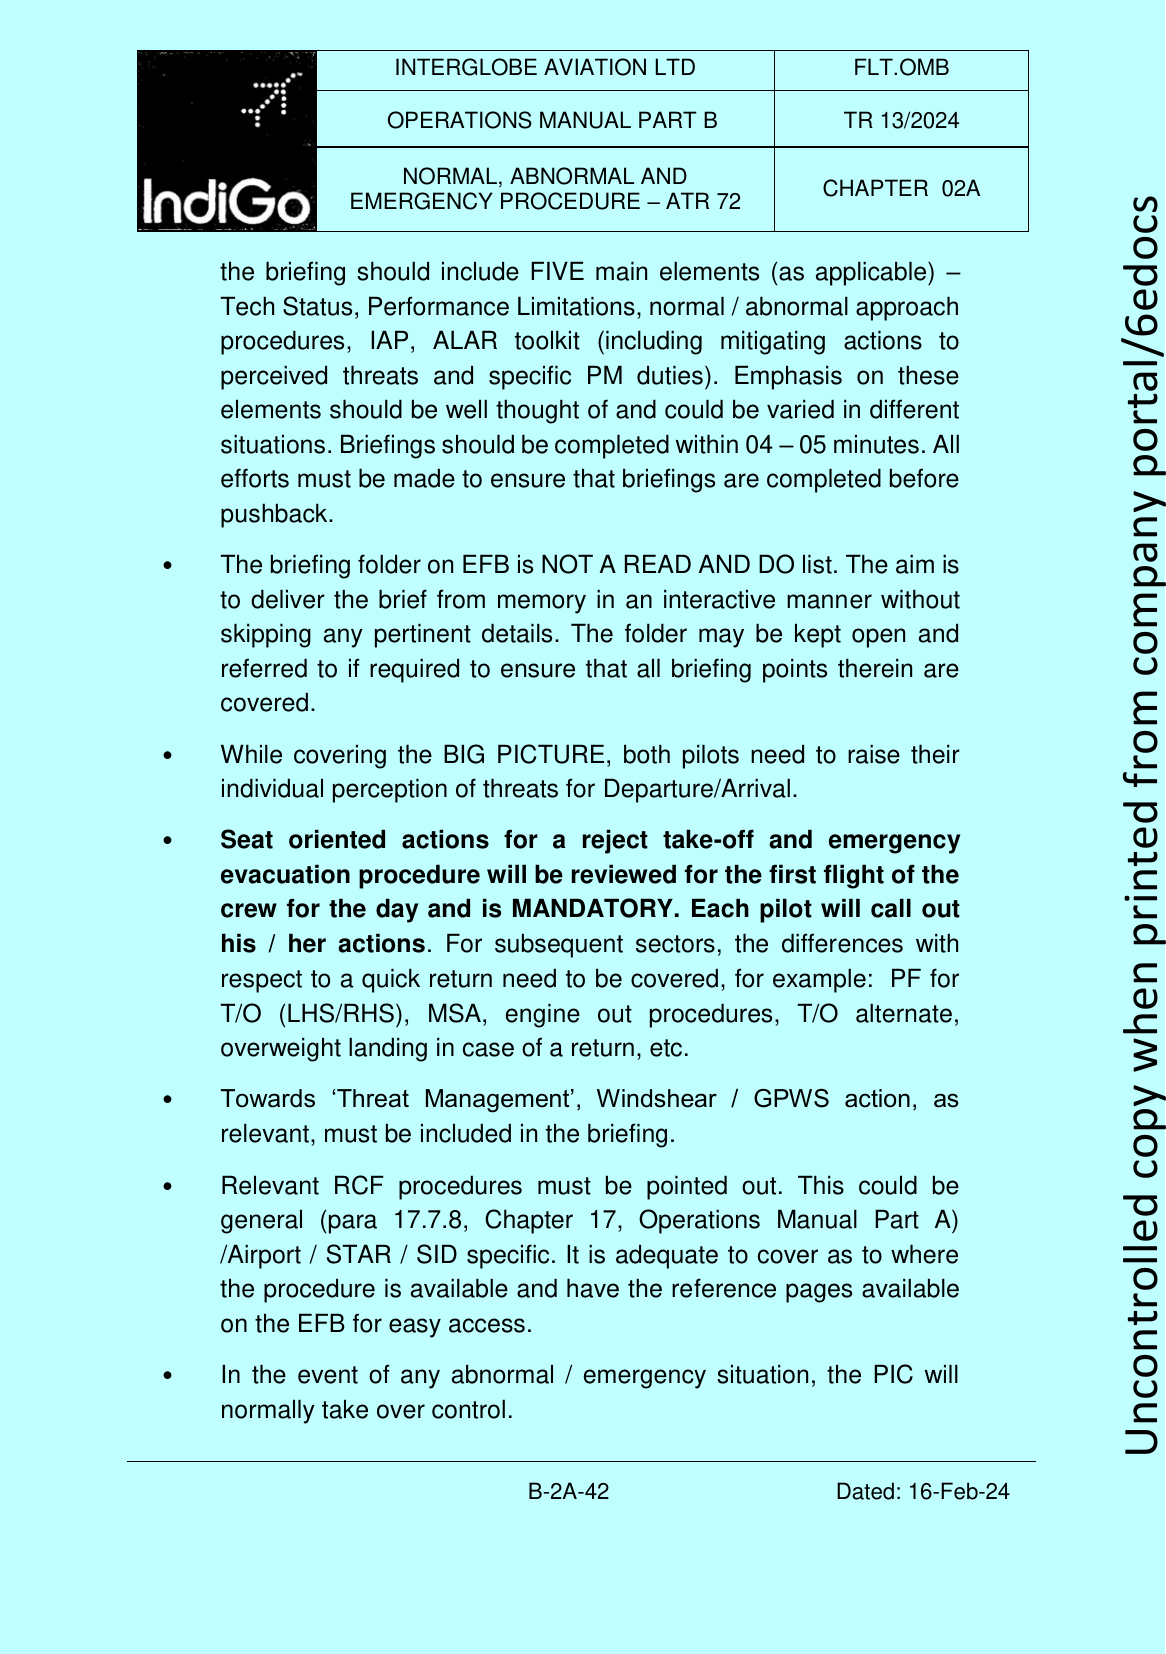 INTERGLOBE AVIATION LTD
FLT.OMB
OPERATIONS MANUAL PART B
TR 13/2024
NORMAL, ABNORMAL AND
EMERGENCY PROCEDURE – ATR 72
CHAPTER 02A
IndiGo
the briefing should include FIVE main elements (as applicable) –
Tech Status, Performance Limitations, normal / abnormal approach
procedures, IAP, ALAR toolkit (including mitigating actions to
perceived threats and specific PM duties). Emphasis on these
elements should be well thought of and could be varied in different
situations. Briefings should be completed within 04 – 05 minutes. All
efforts must be made to ensure that briefings are completed before
pushback.
• The briefing folder on EFB is NOT A READ AND DO list. The aim is
to deliver the brief from memory in an interactive manner without
skipping any pertinent details. The folder may be kept open and
referred to if required to ensure that all briefing points therein are
covered.
• While covering the BIG PICTURE, both pilots need to raise their
individual perception of threats for Departure/Arrival.
• Seat oriented actions for a reject take-off and emergency
evacuation procedure will be reviewed for the first flight of the
crew for the day and is MANDATORY. Each pilot will call out
his / her actions. For subsequent sectors, the differences with
respect to a quick return need to be covered, for example: PF for
T/O (LHS/RHS), MSA, engine out procedures, T/O alternate,
overweight landing in case of a return, etc.
• Towards ‘Threat Management’, Windshear / GPWS action, as
relevant, must be included in the briefing.
• Relevant RCF procedures must be pointed out. This could be
general (para 17.7.8, Chapter 17, Operations Manual Part A)
/Airport / STAR / SID specific. It is adequate to cover as to where
the procedure is available and have the reference pages available
on the EFB for easy access.
• In the event of any abnormal / emergency situation, the PIC will
normally take over control.
B-2A-42
Dated: 16-Feb-24
Uncontrolled copy when printed from company portal/6edocs